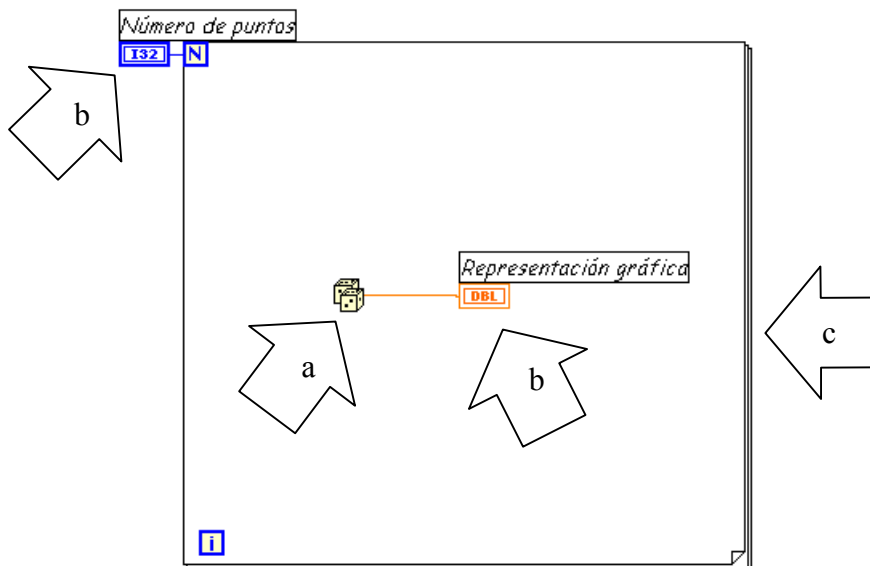 Número de puntos
I32
N
b
Representación gráfica
DBL
a
b
c
i